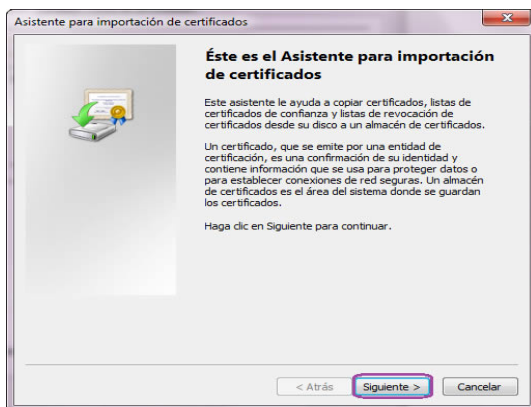 Asistente para importación de certificados
Éste es el Asistente para importación
de certificados
Este asistente le ayuda a copiar certificados, listas de
certificados de confianza y listas de revocación de
certificados desde su disco a un almacén de certificados.
Un certificado, que se emite por una entidad de
certificación, es una confirmación de su identidad y
contiene información que se usa para proteger datos o
para establecer conexiones de red seguras. Un almacén
de certificados es el área del sistema donde se guardan
los certificados.
Haga clic en Siguiente para continuar.
< Atrás Siguiente > Cancelar